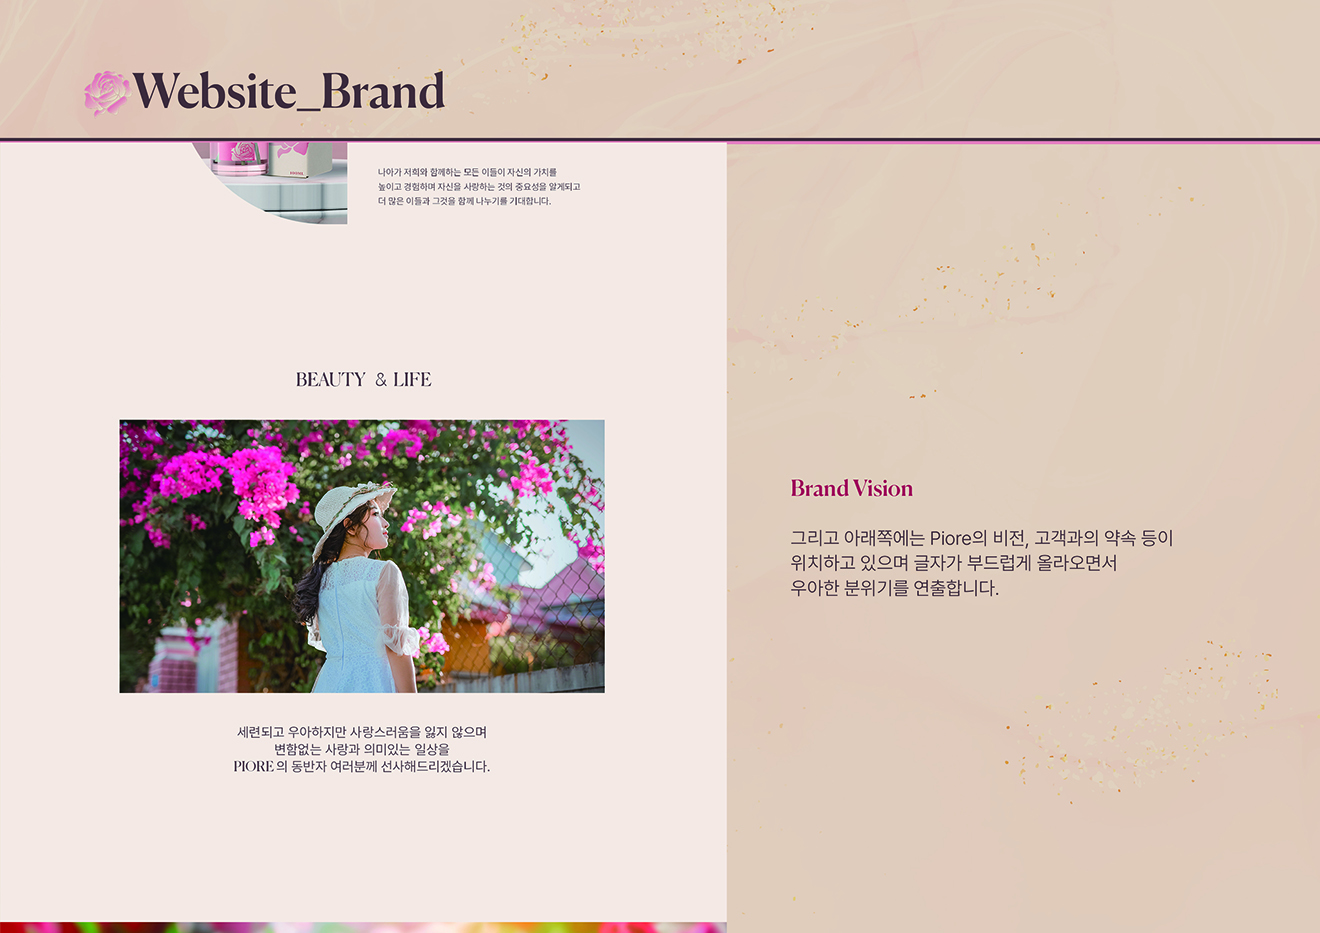 Website_Brand
나아가 저희와 함께하는 모든 이들이 자신의 가치를
높이고 경험하며 자신을 사랑하는 것의 중요성을 알게되고
더 많은 이들과 그것을 함께 나누기를 기대합니다.
BEAUTY & LIFE
세련되고 우아하지만 사랑스러움을 잃지 않으며
변함없는 사랑과 의미있는 일상을
PIORE 의 동반자 여러분께 선사해드리겠습니다.
Brand Vision
그리고 아래쪽에는 Piore의 비전, 고객과의 약속 등이
위치하고 있으며 글자가 부드럽게 올라오면서
우아한 분위기를 연출합니다.